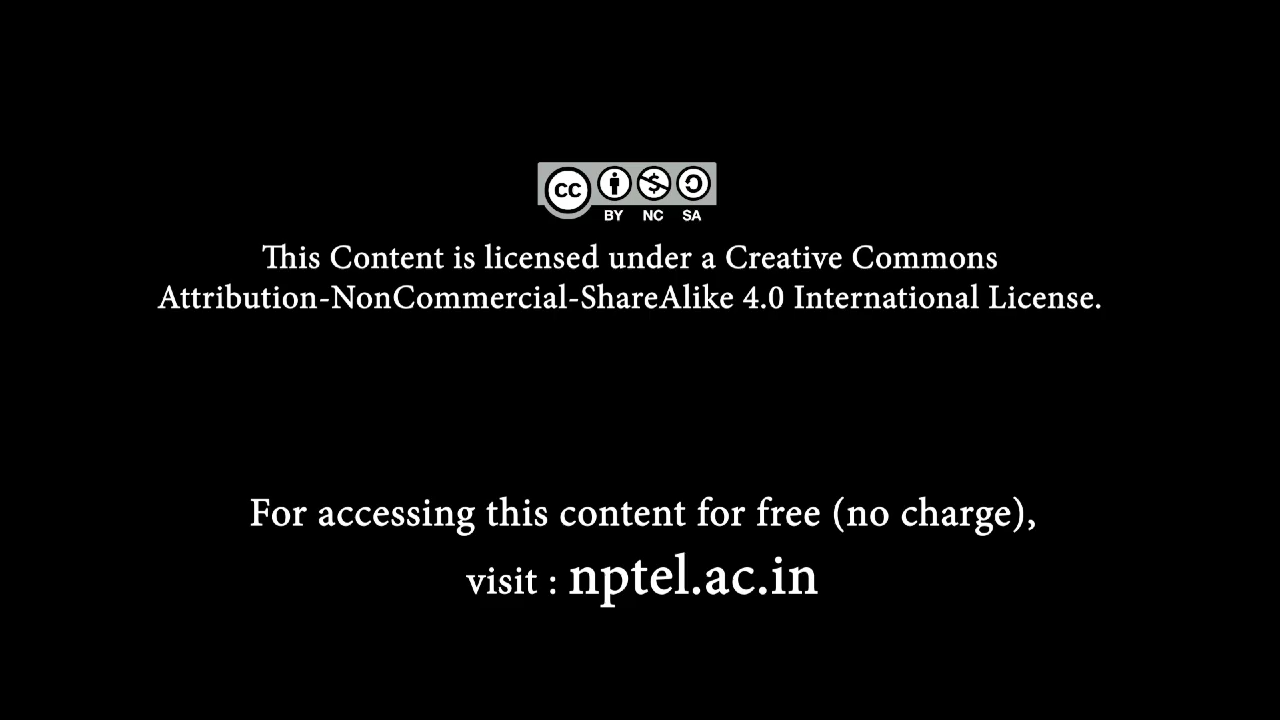 CC BY NC SA
This Content is licensed under a Creative Commons
Attribution-NonCommercial-ShareAlike 4.0 International License.
For accessing this content for free (no charge),
visit : nptel.ac.in